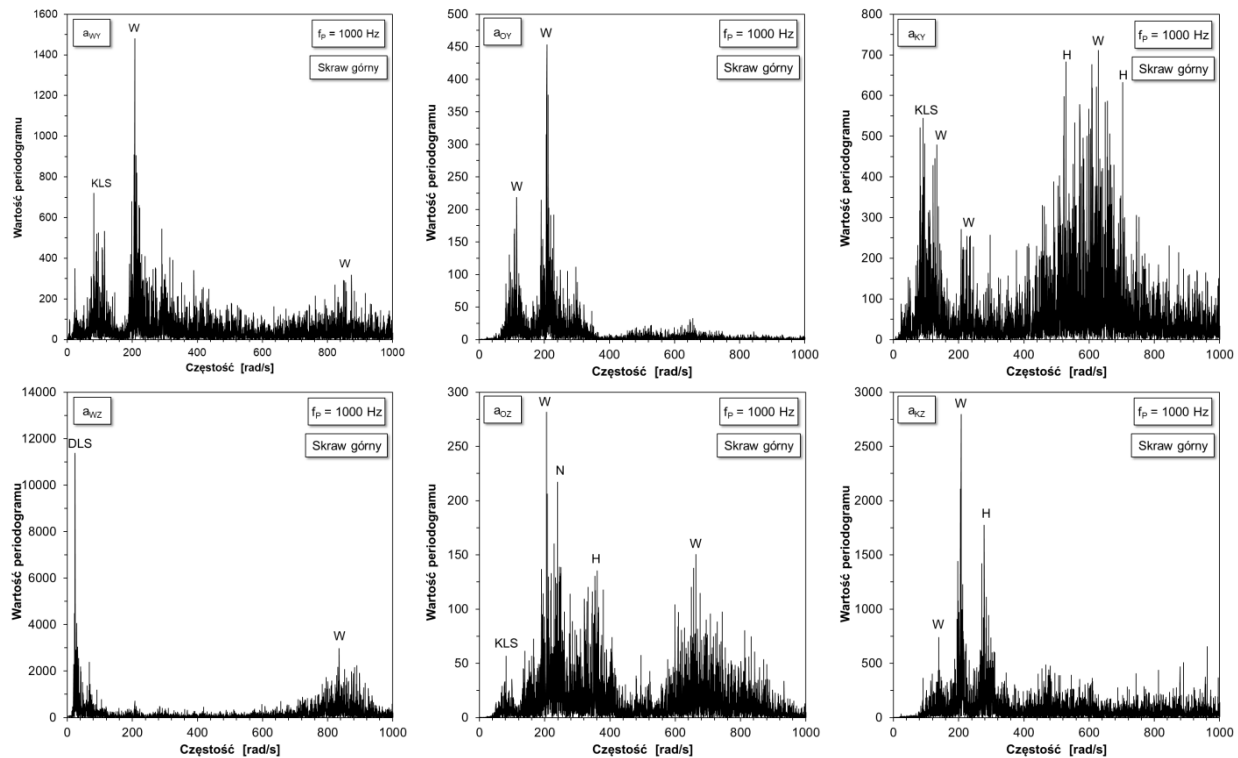 1600
1400
1200
1000
800
600
400
200
0
Wartość periodogramu
aWY
KLS
W
W
fP = 1000 Hz
Skraw górny
0 200 400 600 800 1000
Częstość [rad/s]
500
450
400
350
300
250
200
150
100
50
0
Wartość periodogramu
aOY
W
W
fP = 1000 Hz
Skraw górny
0 200 400 600 800 1000
Częstość [rad/s]
800
700
600
500
400
300
200
100
0
Wartość periodogramu
aKY
KLS
W
W
H
W
H
fP = 1000 Hz
Skraw górny
0 200 400 600 800 1000
Częstość [rad/s]
14000
12000
10000
8000
6000
4000
2000
0
Wartość periodogramu
aWZ
DLS
W
fP = 1000 Hz
Skraw górny
0 200 400 600 800 1000
Częstość [rad/s]
300
250
200
150
100
50
0
Wartość periodogramu
aOZ
KLS
W
N
H
W
fP = 1000 Hz
Skraw górny
0 200 400 600 800 1000
Częstość [rad/s]
3000
2500
2000
1500
1000
500
0
Wartość periodogramu
aKZ
W
W
H
fP = 1000 Hz
Skraw górny
0 200 400 600 800 1000
Częstość [rad/s]